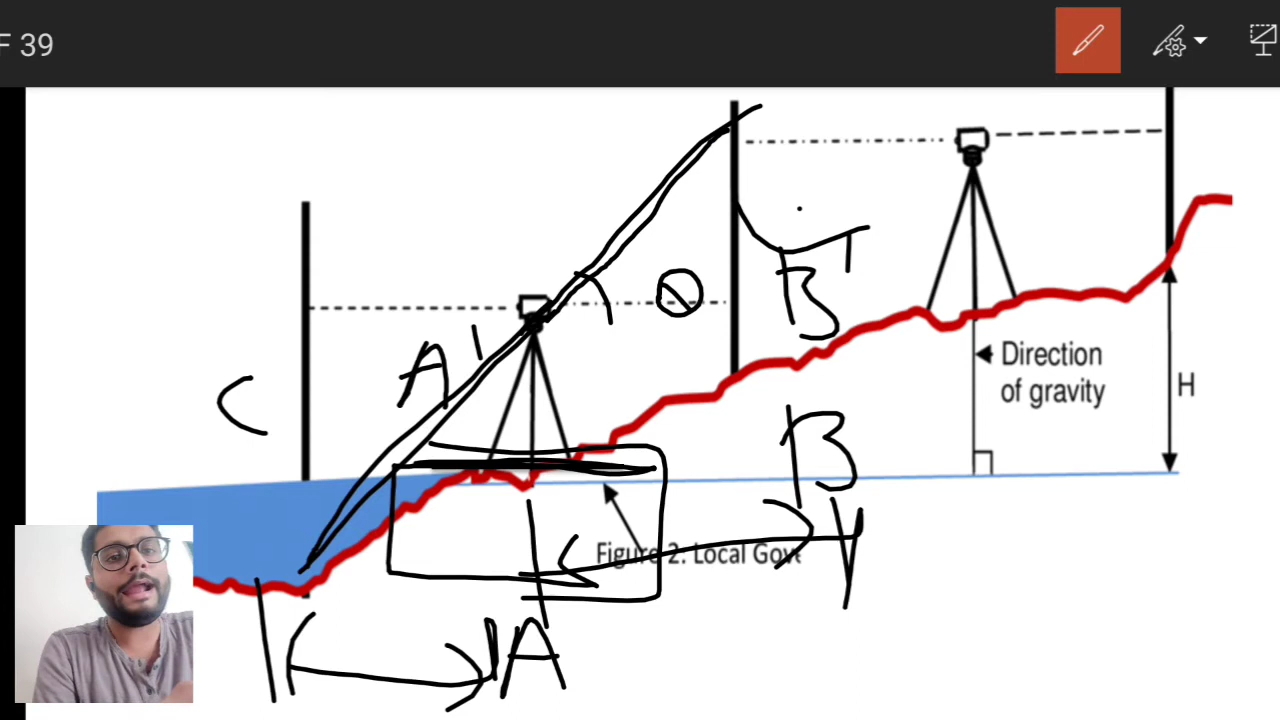 F 39
θ
B
A'
C
Direction
of gravity
H
B
Figure 2. Local Gov
A